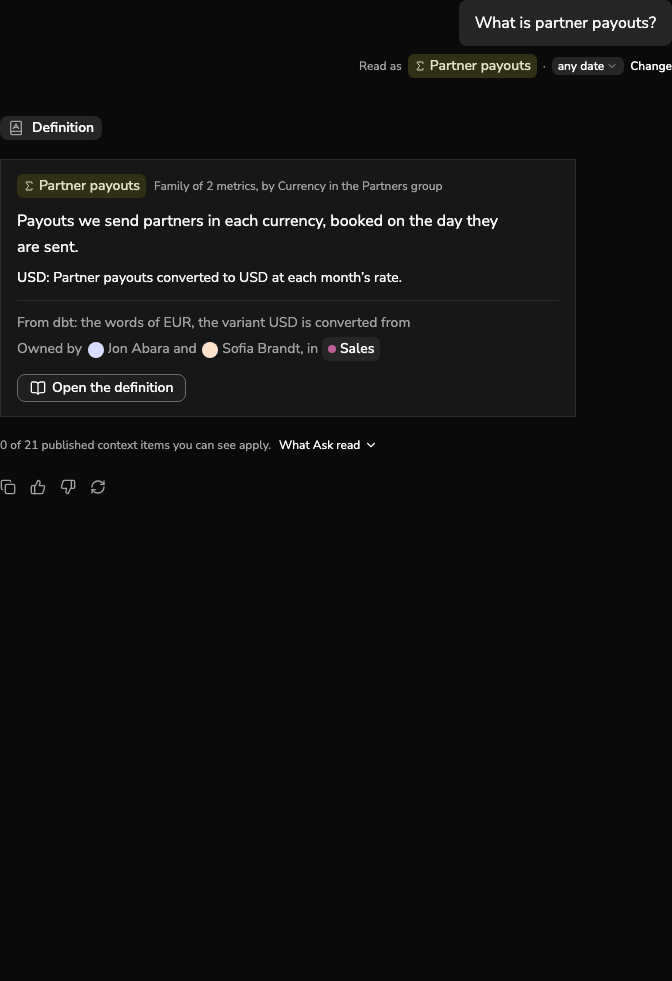 What is partner payouts?
Read as Σ Partner payouts · any date Change
Definition
Σ Partner payouts Family of 2 metrics, by Currency in the Partners group
Payouts we send partners in each currency, booked on the day they
are sent.
USD: Partner payouts converted to USD at each month's rate.
From dbt: the words of EUR, the variant USD is converted from
Owned by Jon Abara and Sofia Brandt, in Sales
Open the definition
0 of 21 published context items you can see apply. What Ask read